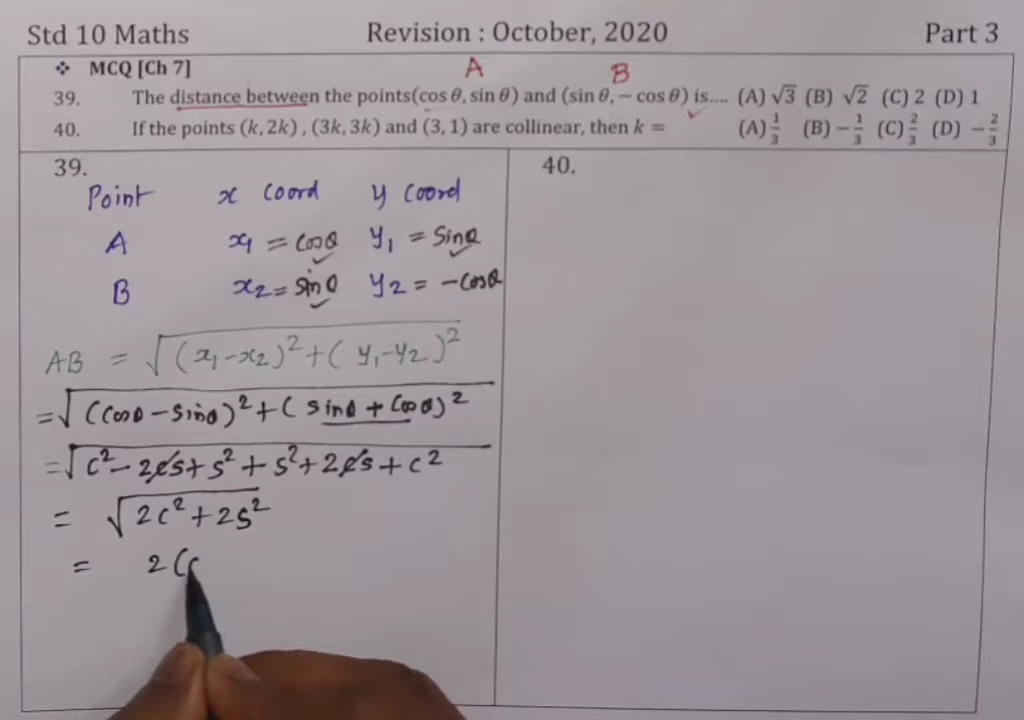 Std 10 Maths Revision : October, 2020 Part 3
❖ MCQ [Ch 7] A B
39. The distance between the points(cos θ, sin θ) and (sin θ, − cos θ) is.... (A) √3 (B) √2 (C) 2 (D) 1
40. If the points (k, 2k) , (3k, 3k) and (3, 1) are collinear, then k = (A) 1/3 (B) − 1/3 (C) 2/3 (D) − 2/3
39. 40.
Point x coord y coord
A x₁ = cosθ y₁ = sinθ
B x₂ = sinθ y₂ = −cosθ
AB = √(x₁−x₂)² + (y₁−y₂)²
= √(cosθ − sinθ)² + (sinθ + cosθ)²
= √c² − 2cs + s² + s² + 2cs + c²
= √2c² + 2s²
= 2(c